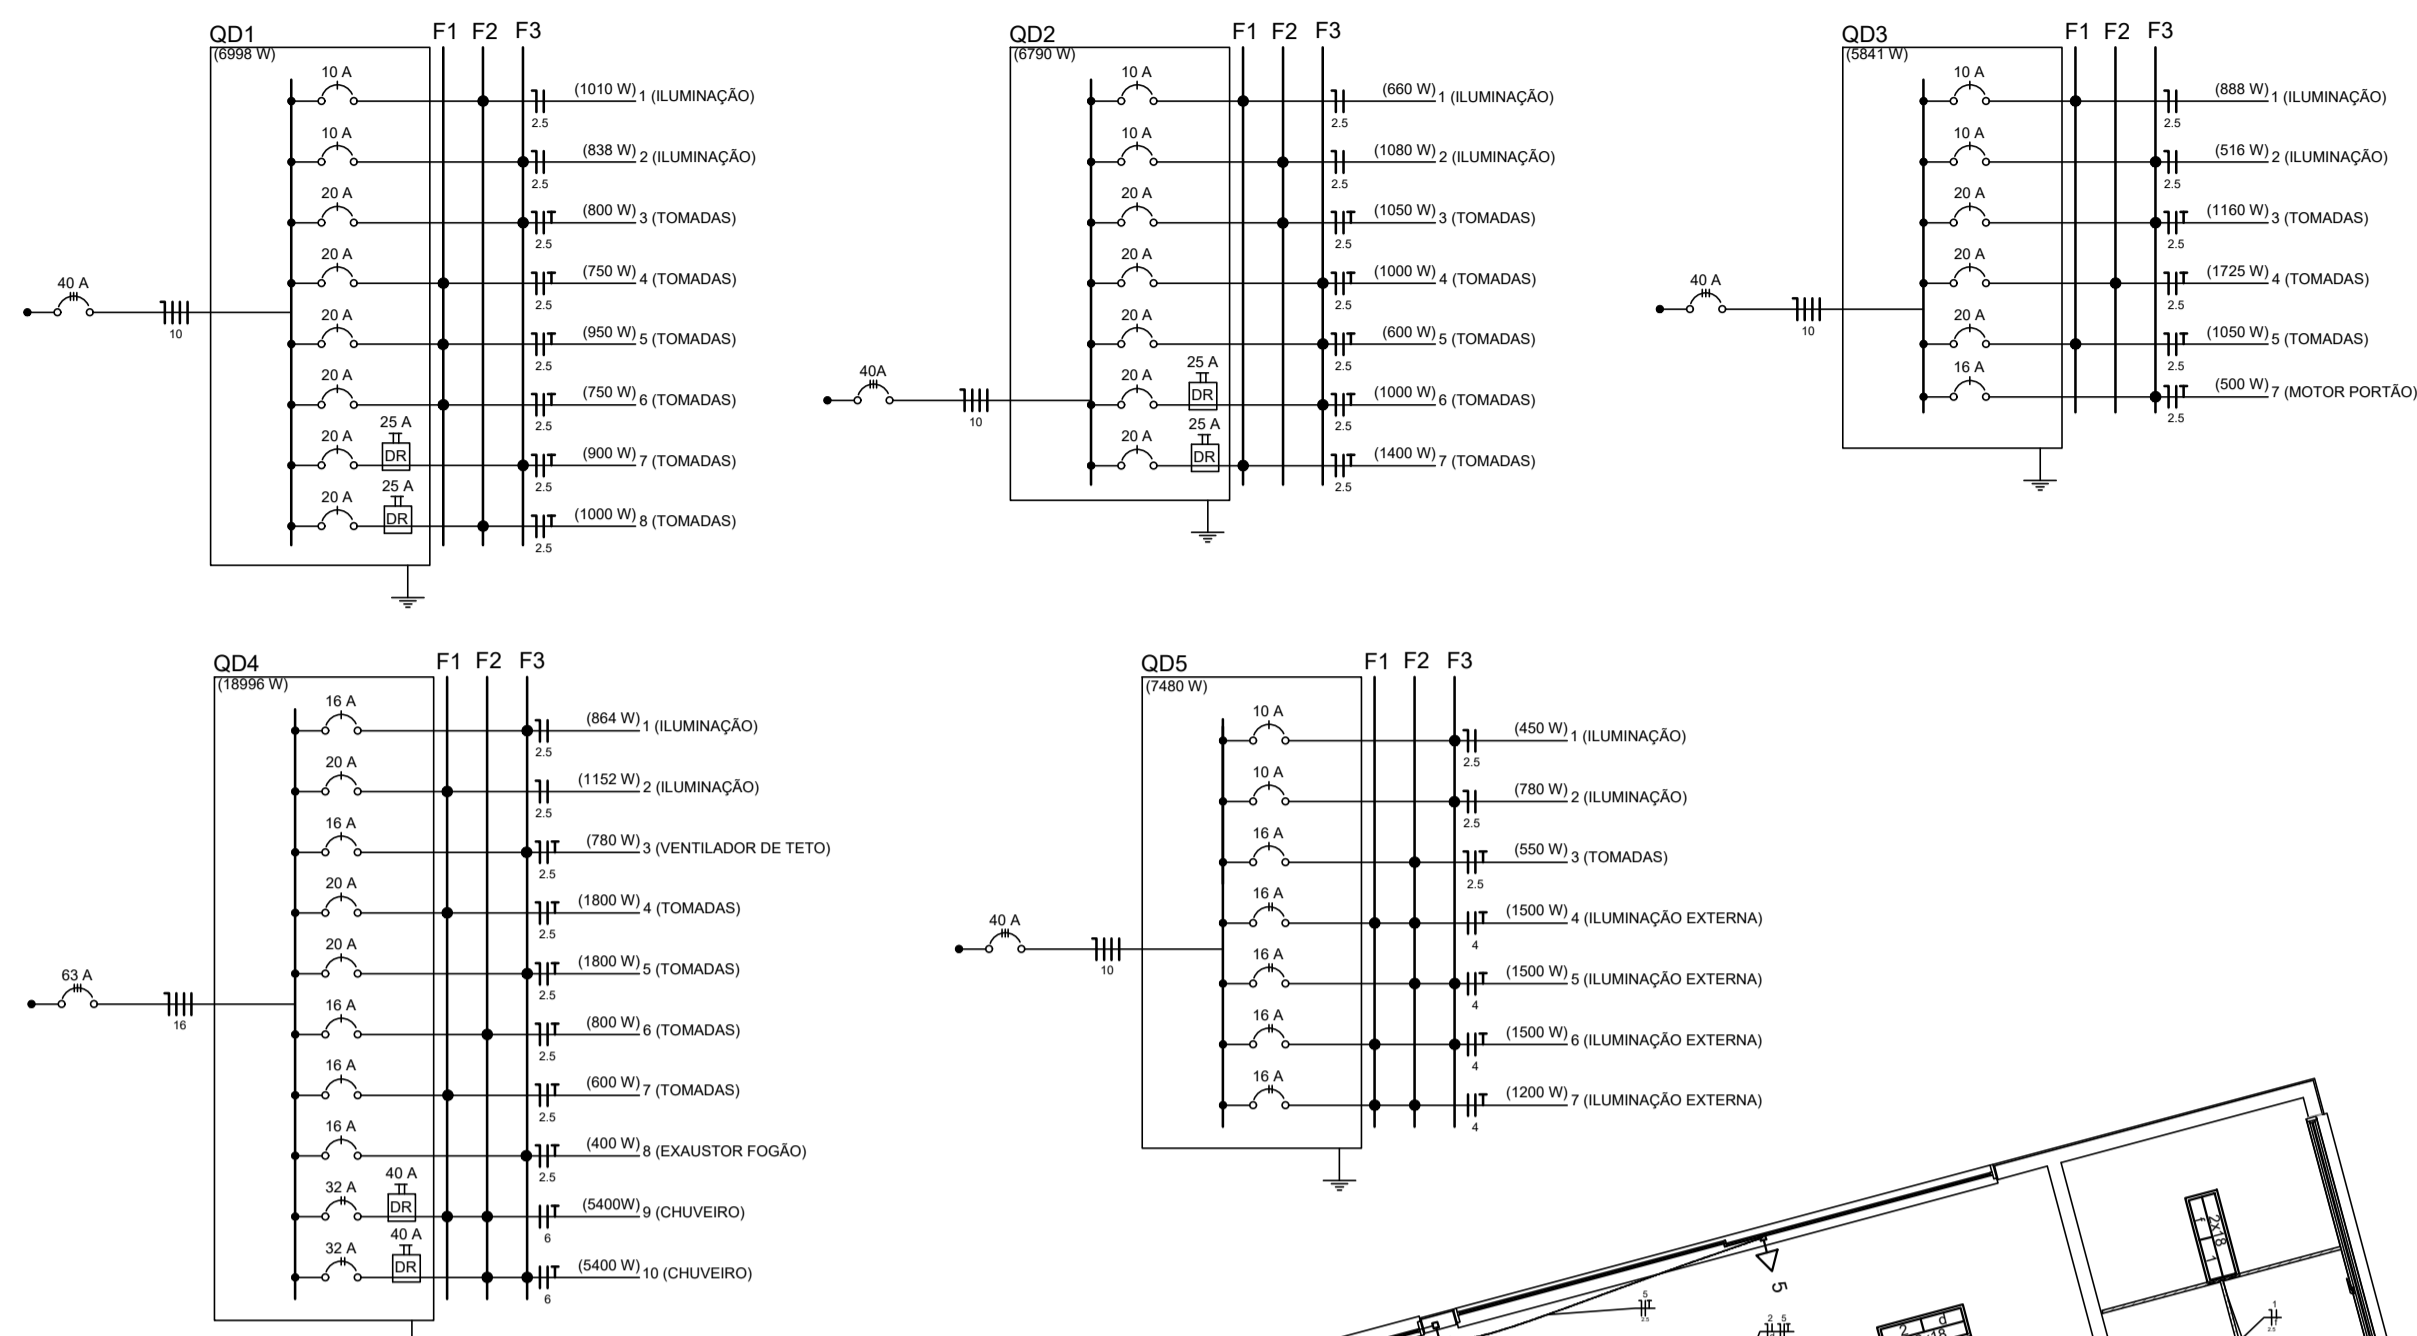 QD1
(6998 W)
F1 F2 F3
10 A
(1010 W) 1 (ILUMINAÇÃO)
2.5
10 A
(838 W) 2 (ILUMINAÇÃO)
2.5
20 A
(800 W) 3 (TOMADAS)
2.5
20 A
(750 W) 4 (TOMADAS)
2.5
40 A
10
20 A
(950 W) 5 (TOMADAS)
2.5
20 A
(750 W) 6 (TOMADAS)
2.5
20 A
25 A
DR
(900 W) 7 (TOMADAS)
2.5
20 A
25 A
DR
(1000 W) 8 (TOMADAS)
2.5
QD2
(6790 W)
F1 F2 F3
10 A
(660 W) 1 (ILUMINAÇÃO)
2.5
10 A
(1080 W) 2 (ILUMINAÇÃO)
2.5
20 A
(1050 W) 3 (TOMADAS)
2.5
20 A
(1000 W) 4 (TOMADAS)
2.5
20 A
(600 W) 5 (TOMADAS)
2.5
40A
10
20 A
25 A
DR
(1000 W) 6 (TOMADAS)
2.5
20 A
25 A
DR
(1400 W) 7 (TOMADAS)
2.5
QD3
(5841 W)
F1 F2 F3
10 A
(888 W) 1 (ILUMINAÇÃO)
2.5
10 A
(516 W) 2 (ILUMINAÇÃO)
2.5
20 A
(1160 W) 3 (TOMADAS)
2.5
20 A
(1725 W) 4 (TOMADAS)
2.5
40 A
10
20 A
(1050 W) 5 (TOMADAS)
2.5
16 A
(500 W) 7 (MOTOR PORTÃO)
2.5
QD4
(18996 W)
F1 F2 F3
16 A
(864 W) 1 (ILUMINAÇÃO)
2.5
20 A
(1152 W) 2 (ILUMINAÇÃO)
2.5
16 A
(780 W) 3 (VENTILADOR DE TETO)
2.5
20 A
(1800 W) 4 (TOMADAS)
2.5
20 A
(1800 W) 5 (TOMADAS)
2.5
63 A
16
16 A
(800 W) 6 (TOMADAS)
2.5
16 A
(600 W) 7 (TOMADAS)
2.5
16 A
(400 W) 8 (EXAUSTOR FOGÃO)
2.5
32 A
40 A
DR
(5400W) 9 (CHUVEIRO)
6
32 A
40 A
DR
(5400 W) 10 (CHUVEIRO)
6
QD5
(7480 W)
F1 F2 F3
10 A
(450 W) 1 (ILUMINAÇÃO)
2.5
10 A
(780 W) 2 (ILUMINAÇÃO)
2.5
16 A
(550 W) 3 (TOMADAS)
2.5
16 A
(1500 W) 4 (ILUMINAÇÃO EXTERNA)
4
40 A
10
16 A
(1500 W) 5 (ILUMINAÇÃO EXTERNA)
4
16 A
(1500 W) 6 (ILUMINAÇÃO EXTERNA)
4
16 A
(1200 W) 7 (ILUMINAÇÃO EXTERNA)
4
2x18
f 1
5
5
2.5
2 5
2 d
1
2.5